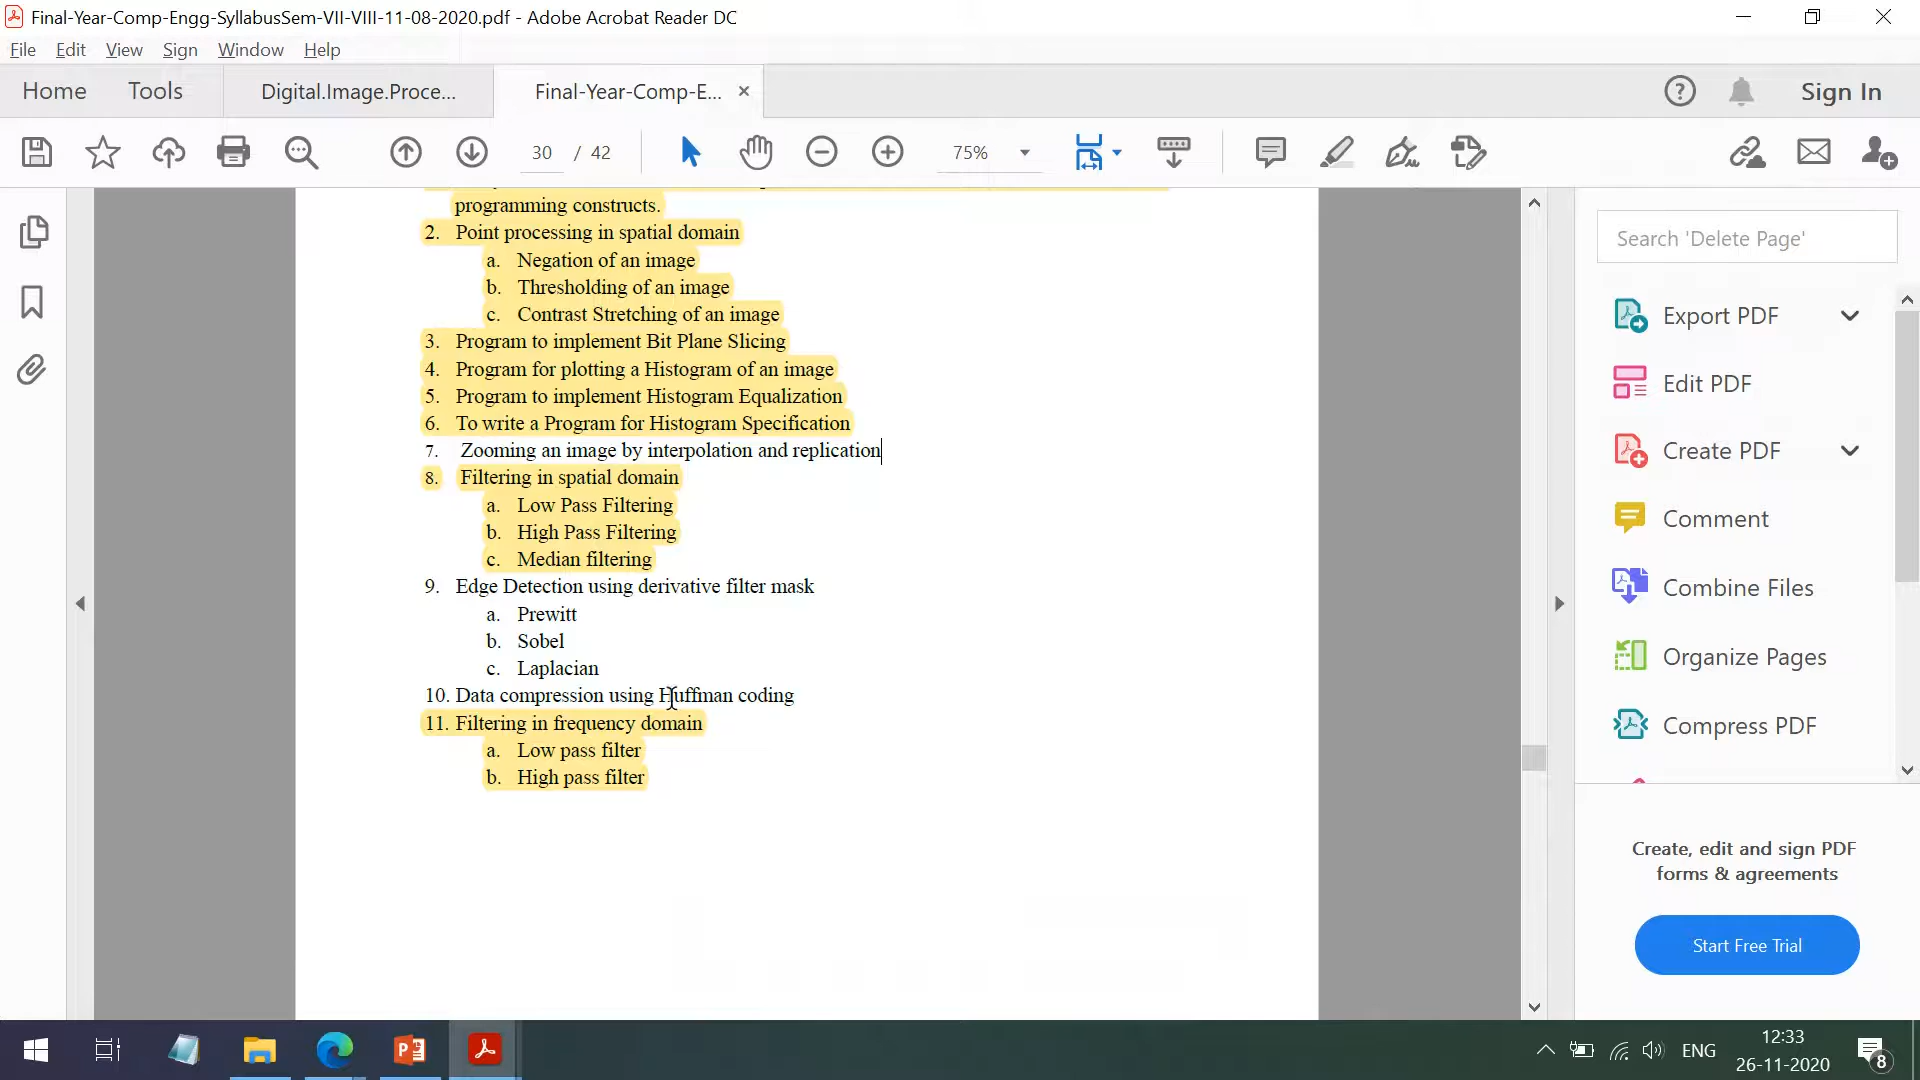 Final-Year-Comp-Engg-SyllabusSem-VII-VIII-11-08-2020.pdf - Adobe Acrobat Reader DC
File Edit View Sign Window Help
Home Tools Digital.Image.Proce... Final-Year-Comp-E... Sign In
30 / 42 75%
programming constructs.
2. Point processing in spatial domain
a. Negation of an image
b. Thresholding of an image
c. Contrast Stretching of an image
3. Program to implement Bit Plane Slicing
4. Program for plotting a Histogram of an image
5. Program to implement Histogram Equalization
6. To write a Program for Histogram Specification
7. Zooming an image by interpolation and replication
8. Filtering in spatial domain
a. Low Pass Filtering
b. High Pass Filtering
c. Median filtering
9. Edge Detection using derivative filter mask
a. Prewitt
b. Sobel
c. Laplacian
10. Data compression using Huffman coding
11. Filtering in frequency domain
a. Low pass filter
b. High pass filter
Search 'Delete Page'
Export PDF
Edit PDF
Create PDF
Comment
Combine Files
Organize Pages
Compress PDF
Create, edit and sign PDF
forms & agreements
Start Free Trial
ENG
12:33
26-11-2020
8